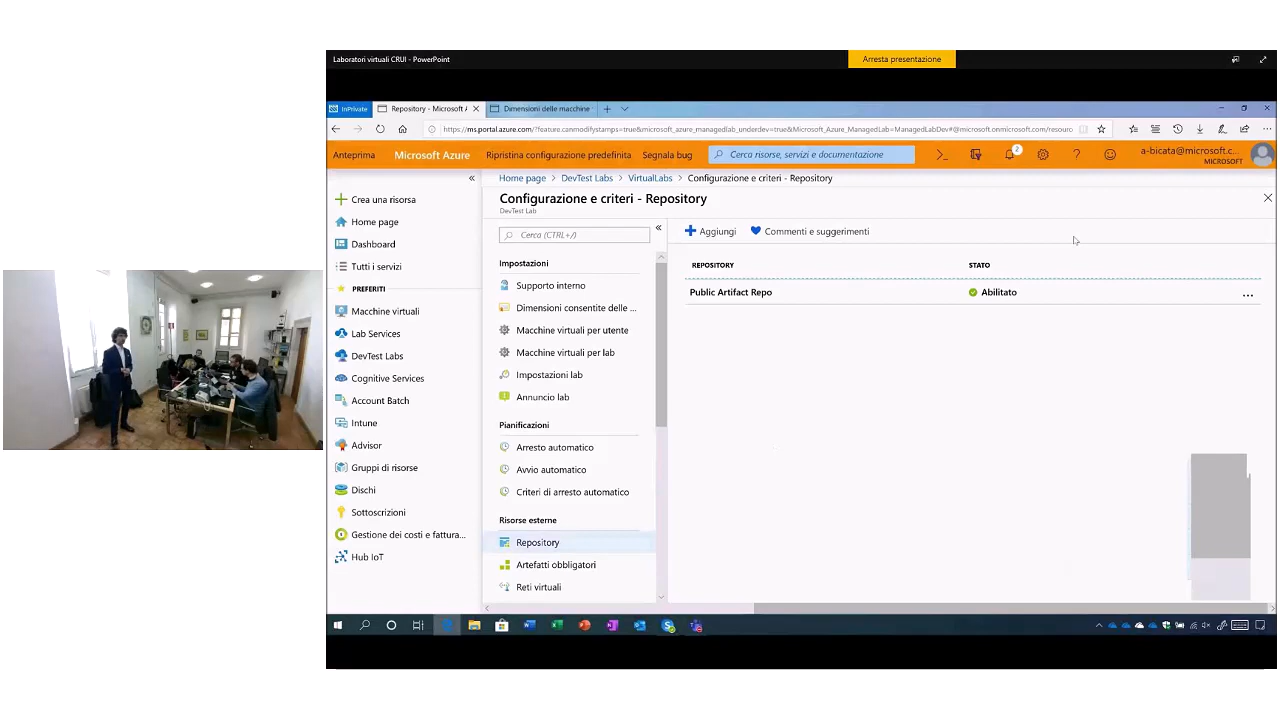 Laboratori virtuali CRUI - PowerPoint
Arresta presentazione
InPrivate
Repository - Microsoft A
Dimensioni delle macchine
https://ms.portal.azure.com/?feature.canmodifystamps=true&microsoft_azure_managedlab_underdev=true&Microsoft_Azure_ManagedLab=ManagedLabDev#@microsoft.onmicrosoft.com/resourc
Anteprima
Microsoft Azure
Ripristina configurazione predefinita
Segnala bug
Cerca risorse, servizi e documentazione
2
a-bicata@microsoft.c...
MICROSOFT
Crea una risorsa
Home page
Dashboard
Tutti i servizi
PREFERITI
Macchine virtuali
Lab Services
DevTest Labs
Cognitive Services
Account Batch
Intune
Advisor
Gruppi di risorse
Dischi
Sottoscrizioni
Gestione dei costi e fattura...
Hub IoT
Home page > DevTest Labs > VirtualLabs > Configurazione e criteri - Repository
Configurazione e criteri - Repository
DevTest Lab
Cerca (CTRL+/)
Impostazioni
Supporto interno
Dimensioni consentite delle ...
Macchine virtuali per utente
Macchine virtuali per lab
Impostazioni lab
Annuncio lab
Pianificazioni
Arresto automatico
Avvio automatico
Criteri di arresto automatico
Risorse esterne
Repository
Artefatti obbligatori
Reti virtuali
Aggiungi
Commenti e suggerimenti
REPOSITORY STATO
Public Artifact Repo Abilitato